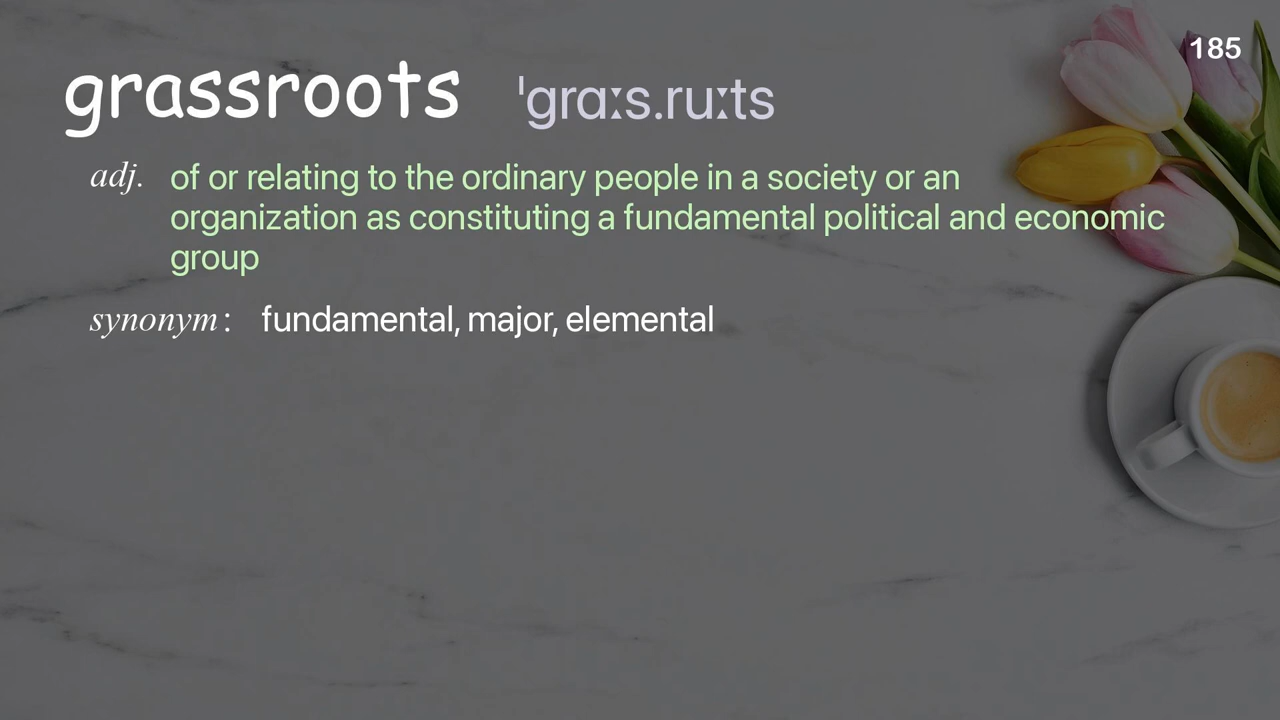 185
grassroots ˈgrɑːs.ruːts
adj. of or relating to the ordinary people in a society or an
organization as constituting a fundamental political and economic
group
synonym : fundamental, major, elemental